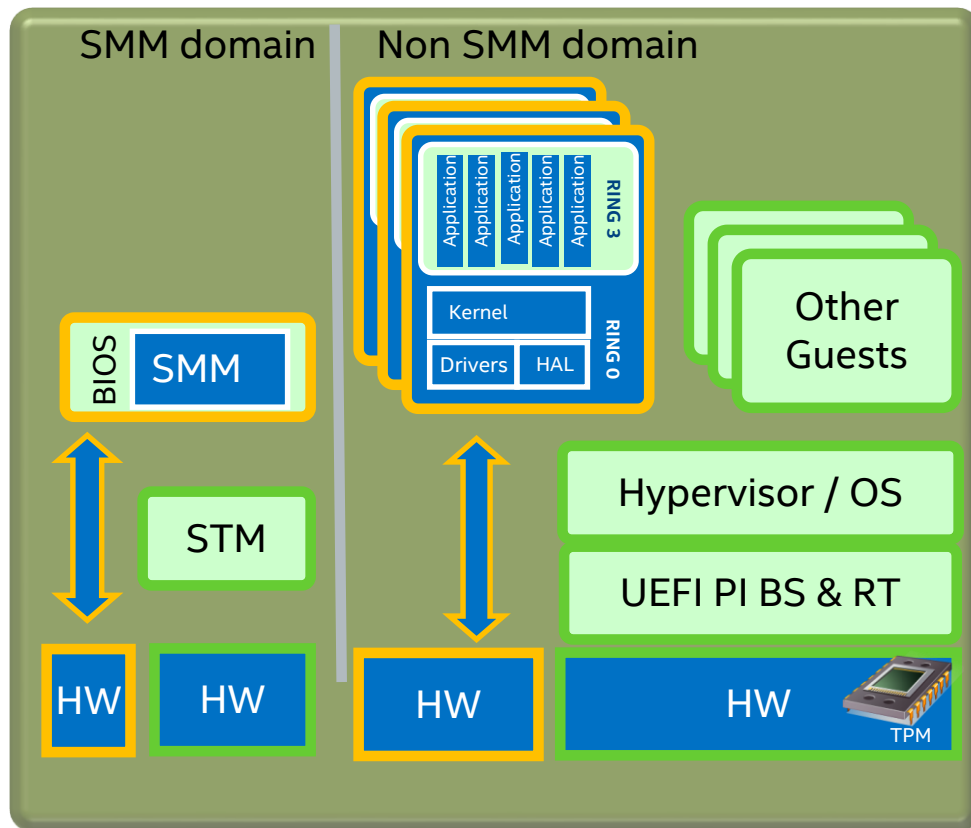 SMM domain
Non SMM domain
Application
Application
Application
Application
Application
RING 3
Kernel
Drivers
HAL
RING 0
Other
Guests
BIOS
SMM
Hypervisor / OS
STM
UEFI PI BS & RT
HW
HW
HW
HW
TPM